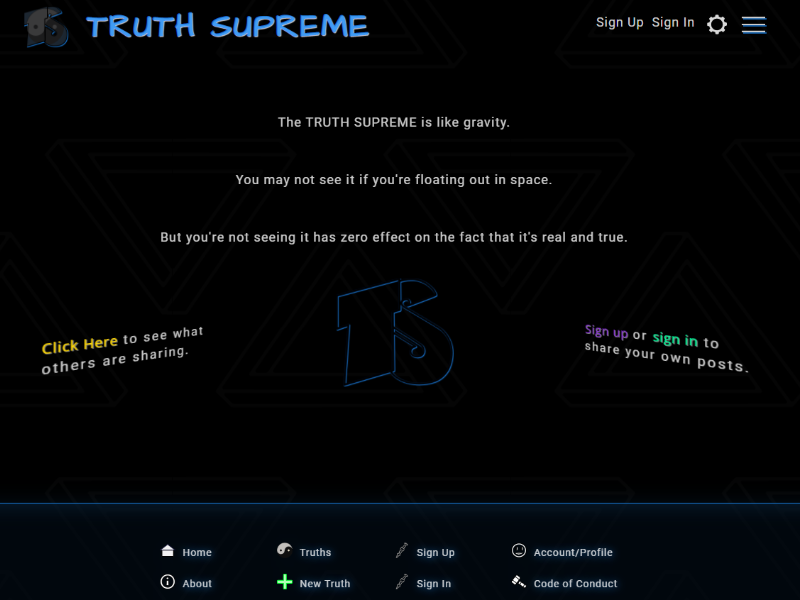 TRUTH SUPREME
Sign Up Sign In
The TRUTH SUPREME is like gravity.
You may not see it if you're floating out in space.
But you're not seeing it has zero effect on the fact that it's real and true.
TS
Click Here to see what
others are sharing.
Sign up or sign in to
share your own posts.
Home Truths Sign Up Account/Profile
About New Truth Sign In Code of Conduct